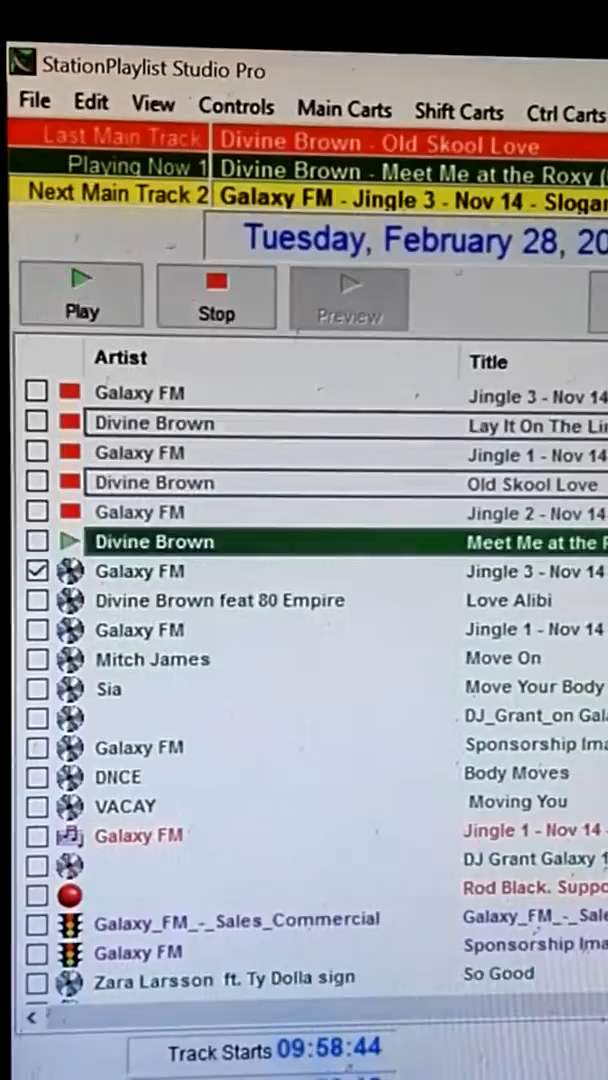 StationPlaylist Studio Pro
File Edit View Controls Main Carts Shift Carts Ctrl Carts
Last Main Track Divine Brown - Old Skool Love
Playing Now 1 Divine Brown - Meet Me at the Roxy (
Next Main Track 2 Galaxy FM - Jingle 3 - Nov 14 - Slogan
Tuesday, February 28, 20
Play Stop Preview
Artist Title
Galaxy FM Jingle 3 - Nov 14
Divine Brown Lay It On The Lin
Galaxy FM Jingle 1 - Nov 14
Divine Brown Old Skool Love
Galaxy FM Jingle 2 - Nov 14
Divine Brown Meet Me at the R
Galaxy FM Jingle 3 - Nov 14
Divine Brown feat 80 Empire Love Alibi
Galaxy FM Jingle 1 - Nov 14
Mitch James Move On
Sia Move Your Body
DJ_Grant_on Gala
Galaxy FM Sponsorship Ima
DNCE Body Moves
VACAY Moving You
Galaxy FM Jingle 1 - Nov 14 -
DJ Grant Galaxy 1
Rod Black. Suppo
Galaxy_FM_-_Sales_Commercial Galaxy_FM_-_Sale
Galaxy FM Sponsorship Ima
Zara Larsson ft. Ty Dolla sign So Good
Track Starts 09:58:44